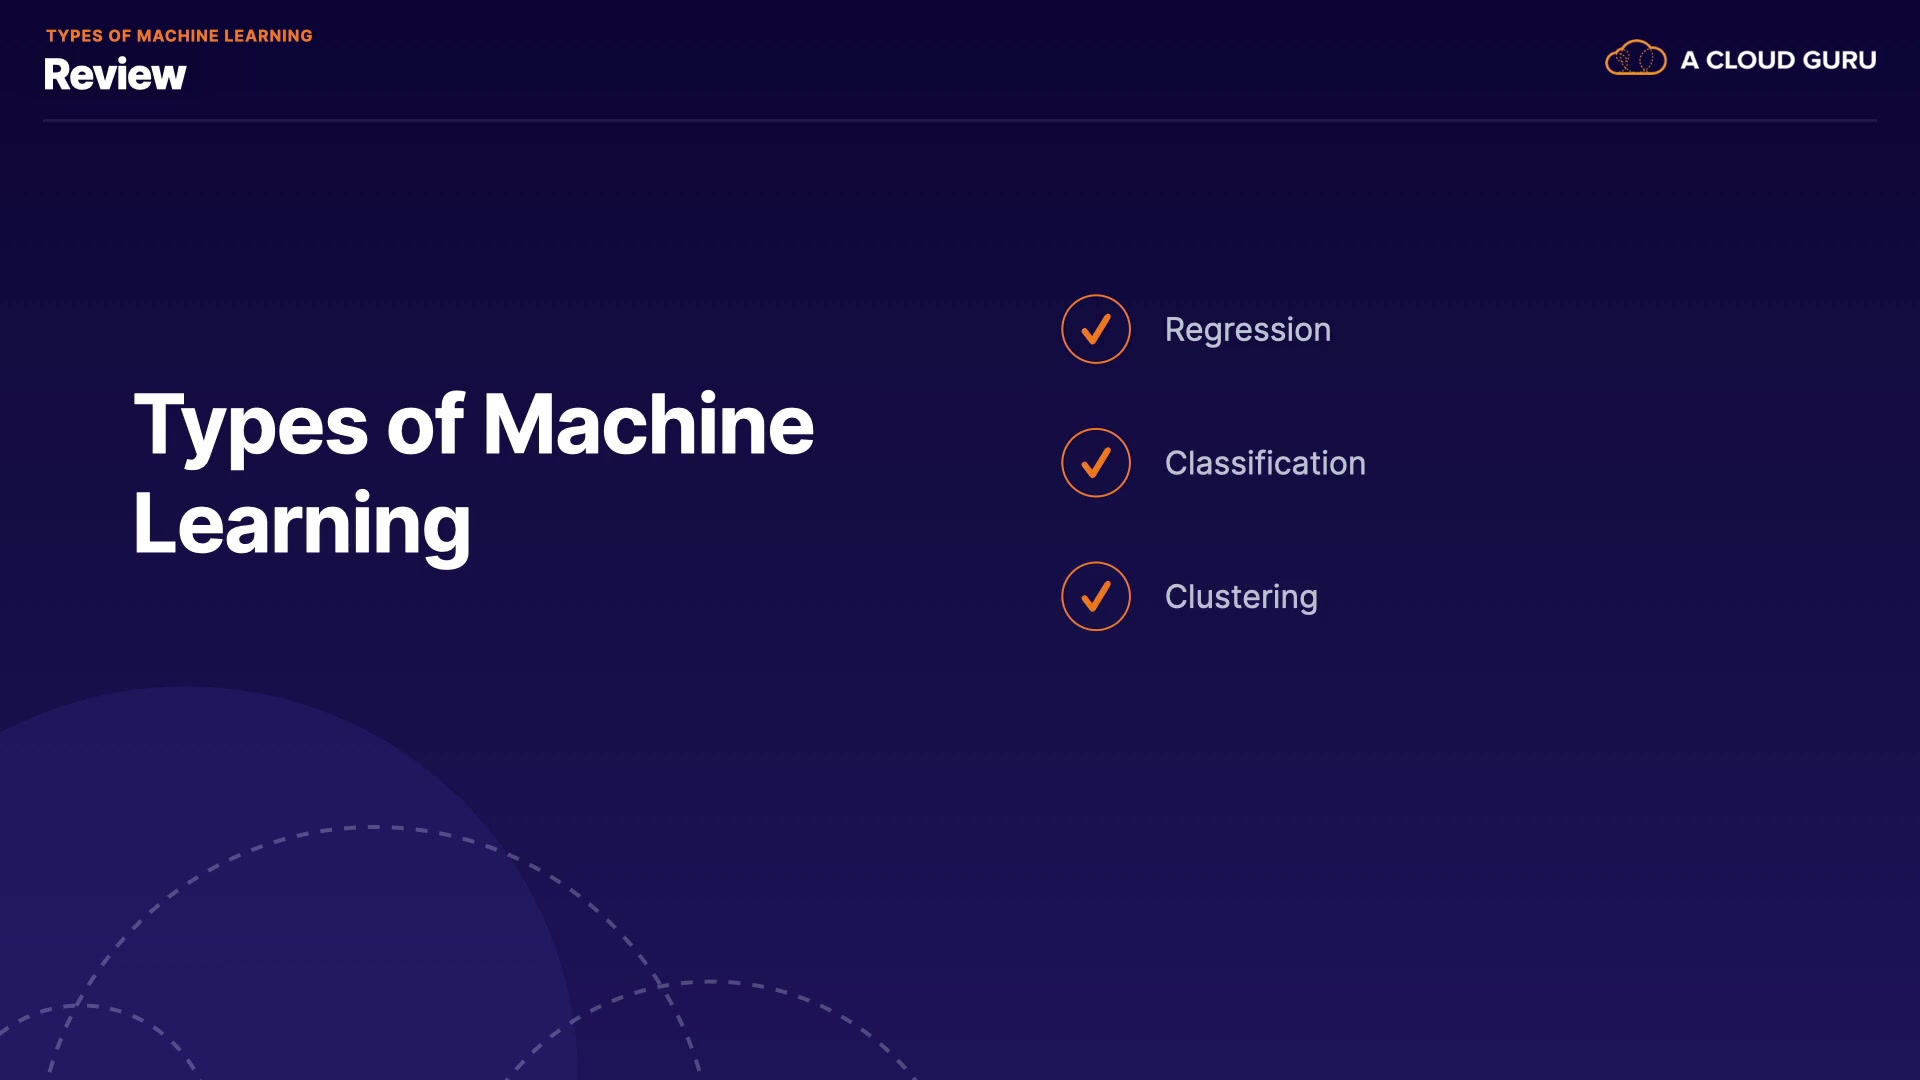 TYPES OF MACHINE LEARNING
Review
A CLOUD GURU
Types of Machine
Learning
Regression
Classification
Clustering